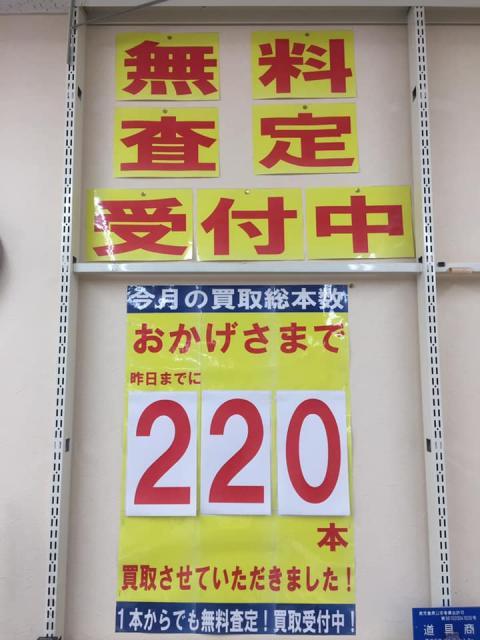 無料
査定
受付中
今月の買取総本数
おかげさまで
昨日までに
220
本
買取させていただきました!
1本からでも無料査定!買取受付中!
道具商